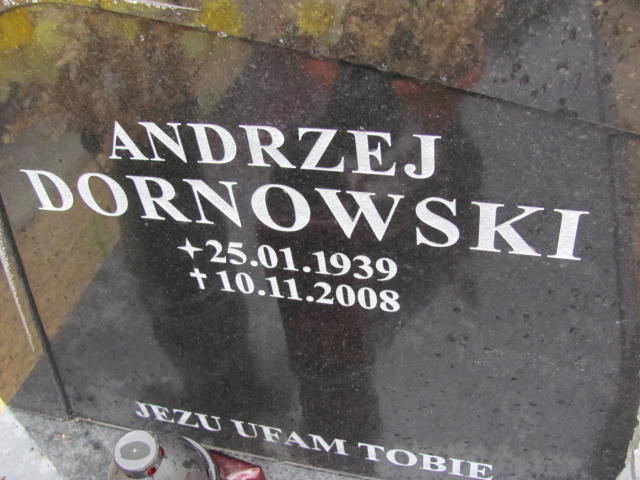 ANDRZEJ
DORNOWSKI
✦25.01.1939
✝10.11.2008
JEZU UFAM TOBIE